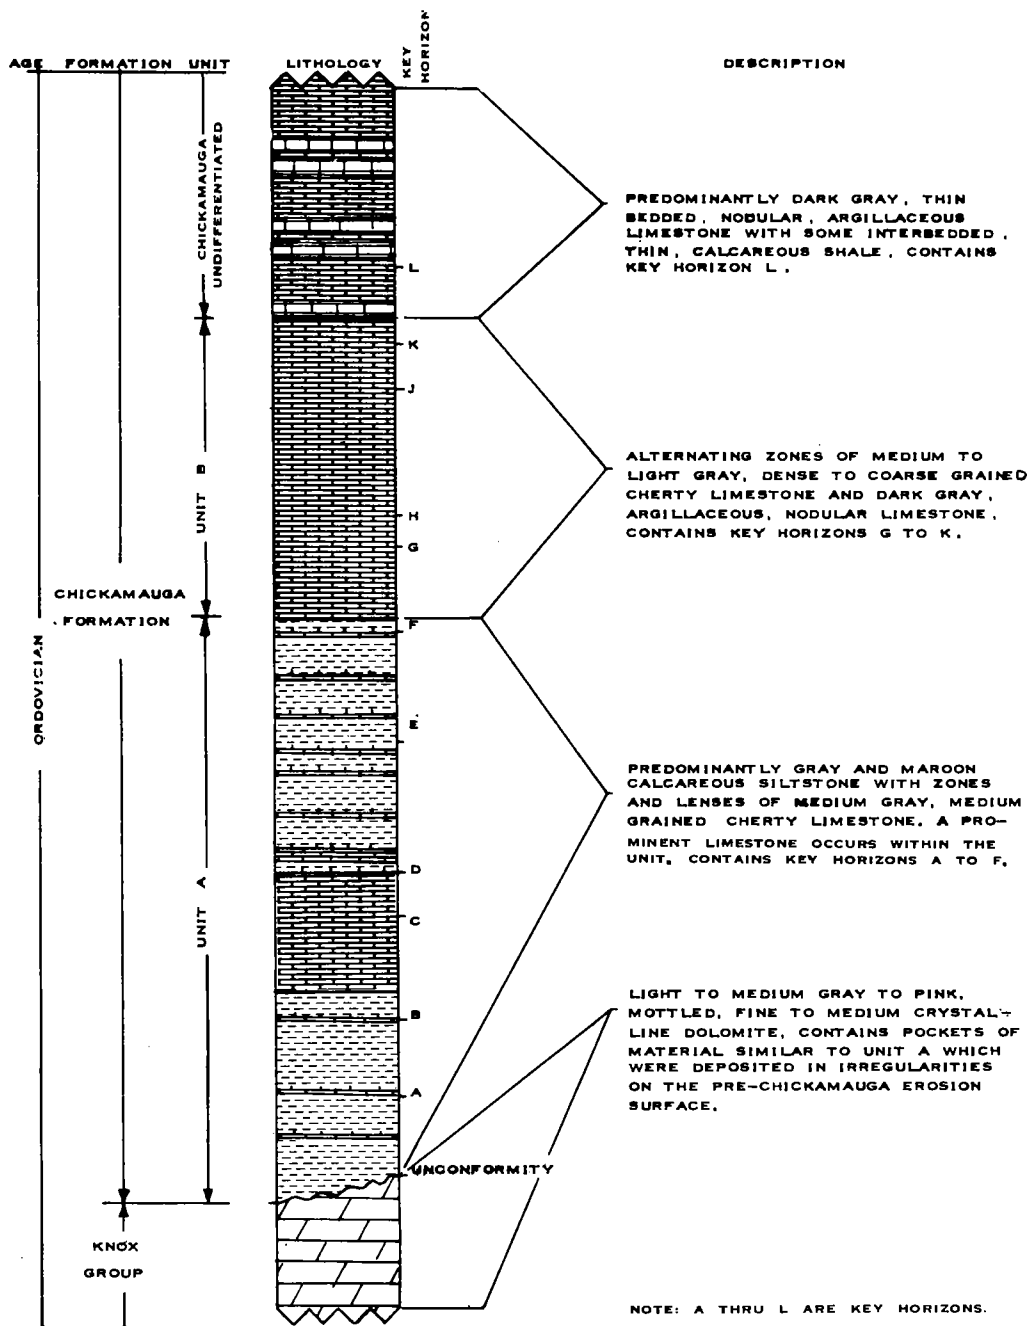 AGE FORMATION UNIT LITHOLOGY KEY HORIZON DESCRIPTION
CHICKAMAUGA
UNDIFFERENTIATED
L
PREDOMINANTLY DARK GRAY, THIN
BEDDED, NODULAR, ARGILLACEOUS
LIMESTONE WITH SOME INTERBEDDED,
THIN, CALCAREOUS SHALE, CONTAINS
KEY HORIZON L.
UNIT B
K
J
H
G
ALTERNATING ZONES OF MEDIUM TO
LIGHT GRAY, DENSE TO COARSE GRAINED
CHERTY LIMESTONE AND DARK GRAY,
ARGILLACEOUS, NODULAR LIMESTONE,
CONTAINS KEY HORIZONS G TO K.
CHICKAMAUGA
FORMATION
ORDOVICIAN
UNIT A
F
E
D
C
B
A
PREDOMINANTLY GRAY AND MAROON
CALCAREOUS SILTSTONE WITH ZONES
AND LENSES OF MEDIUM GRAY, MEDIUM
GRAINED CHERTY LIMESTONE. A PRO-
MINENT LIMESTONE OCCURS WITHIN THE
UNIT. CONTAINS KEY HORIZONS A TO F.
UNCONFORMITY
LIGHT TO MEDIUM GRAY TO PINK,
MOTTLED, FINE TO MEDIUM CRYSTAL-
LINE DOLOMITE, CONTAINS POCKETS OF
MATERIAL SIMILAR TO UNIT A WHICH
WERE DEPOSITED IN IRREGULARITIES
ON THE PRE-CHICKAMAUGA EROSION
SURFACE.
KNOX
GROUP
NOTE: A THRU L ARE KEY HORIZONS.